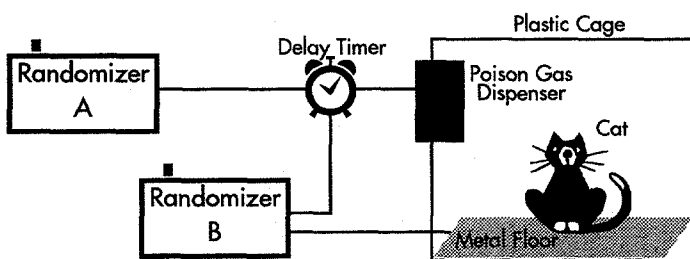 Plastic Cage
Delay Timer
Randomizer
A
Poison Gas
Dispenser
Cat
Randomizer
B
Metal Floor